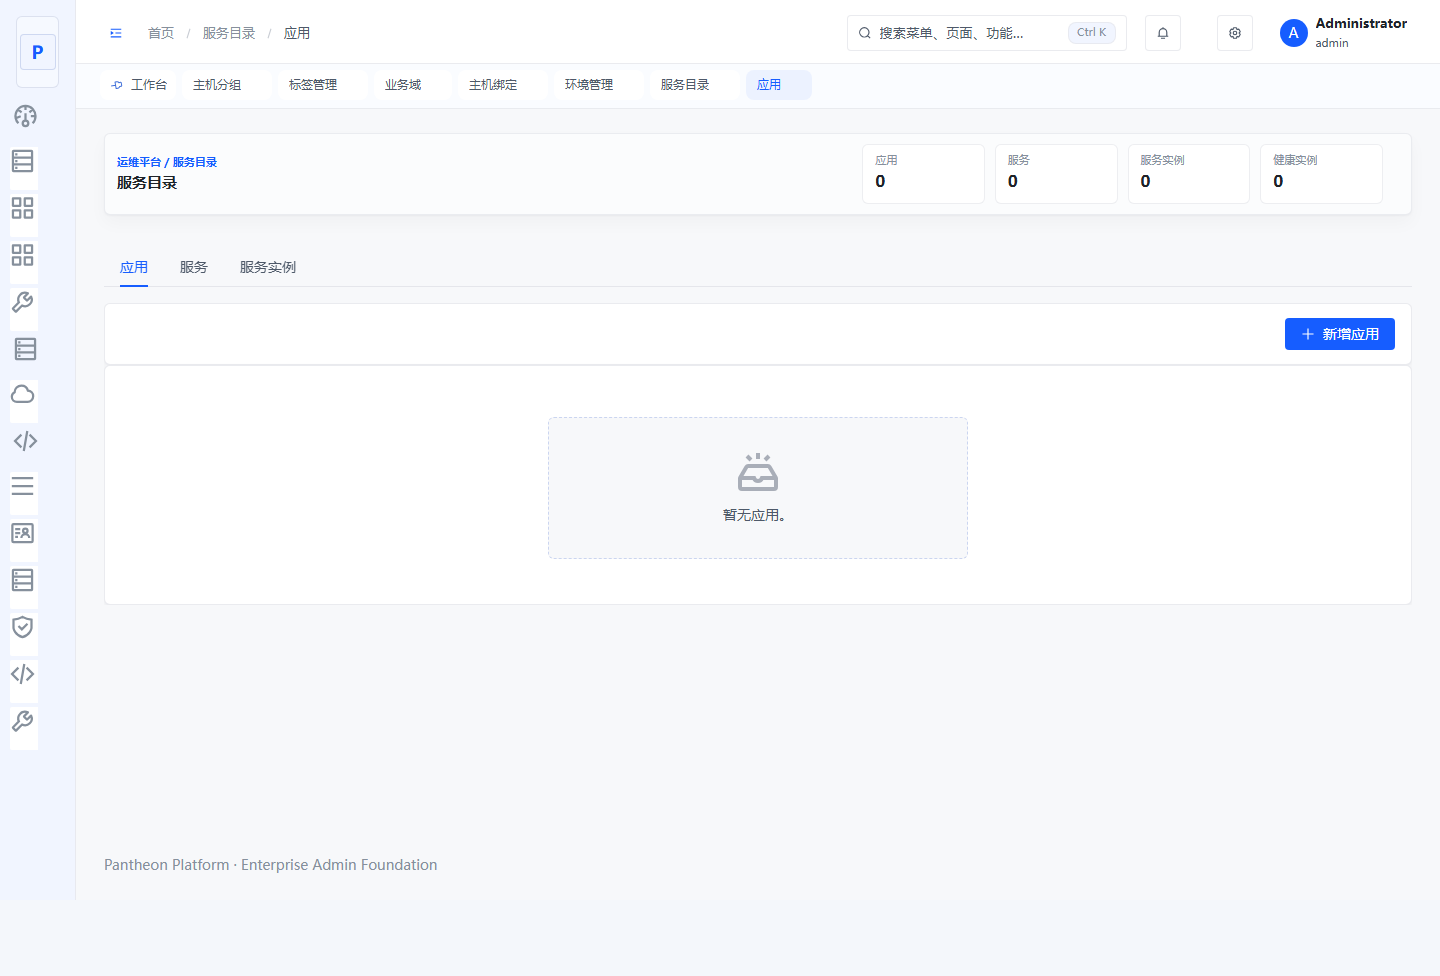 P
首页 / 服务目录 / 应用
搜索菜单、页面、功能... Ctrl K
A
Administrator
admin
工作台 主机分组 标签管理 业务域 主机绑定 环境管理 服务目录 应用
运维平台 / 服务目录
服务目录
应用
0
服务
0
服务实例
0
健康实例
0
应用 服务 服务实例
新增应用
暂无应用。
Pantheon Platform · Enterprise Admin Foundation